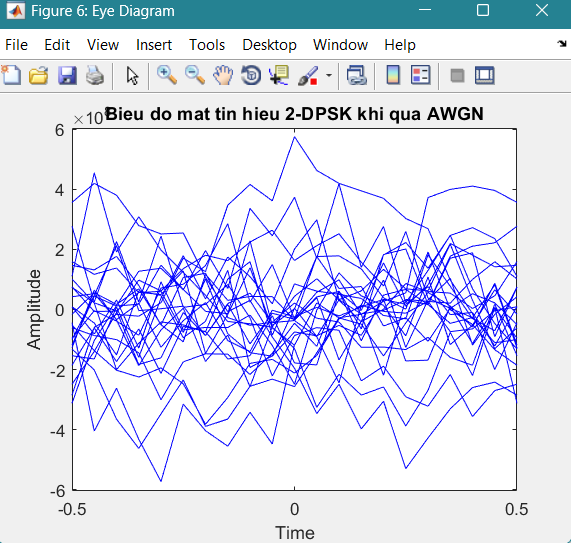 Figure 6: Eye Diagram
File Edit View Insert Tools Desktop Window Help
Bieu do mat tin hieu 2-DPSK khi qua AWGN
6
4
2
0
-2
-4
-6
Amplitude
-0.5 0 0.5
Time